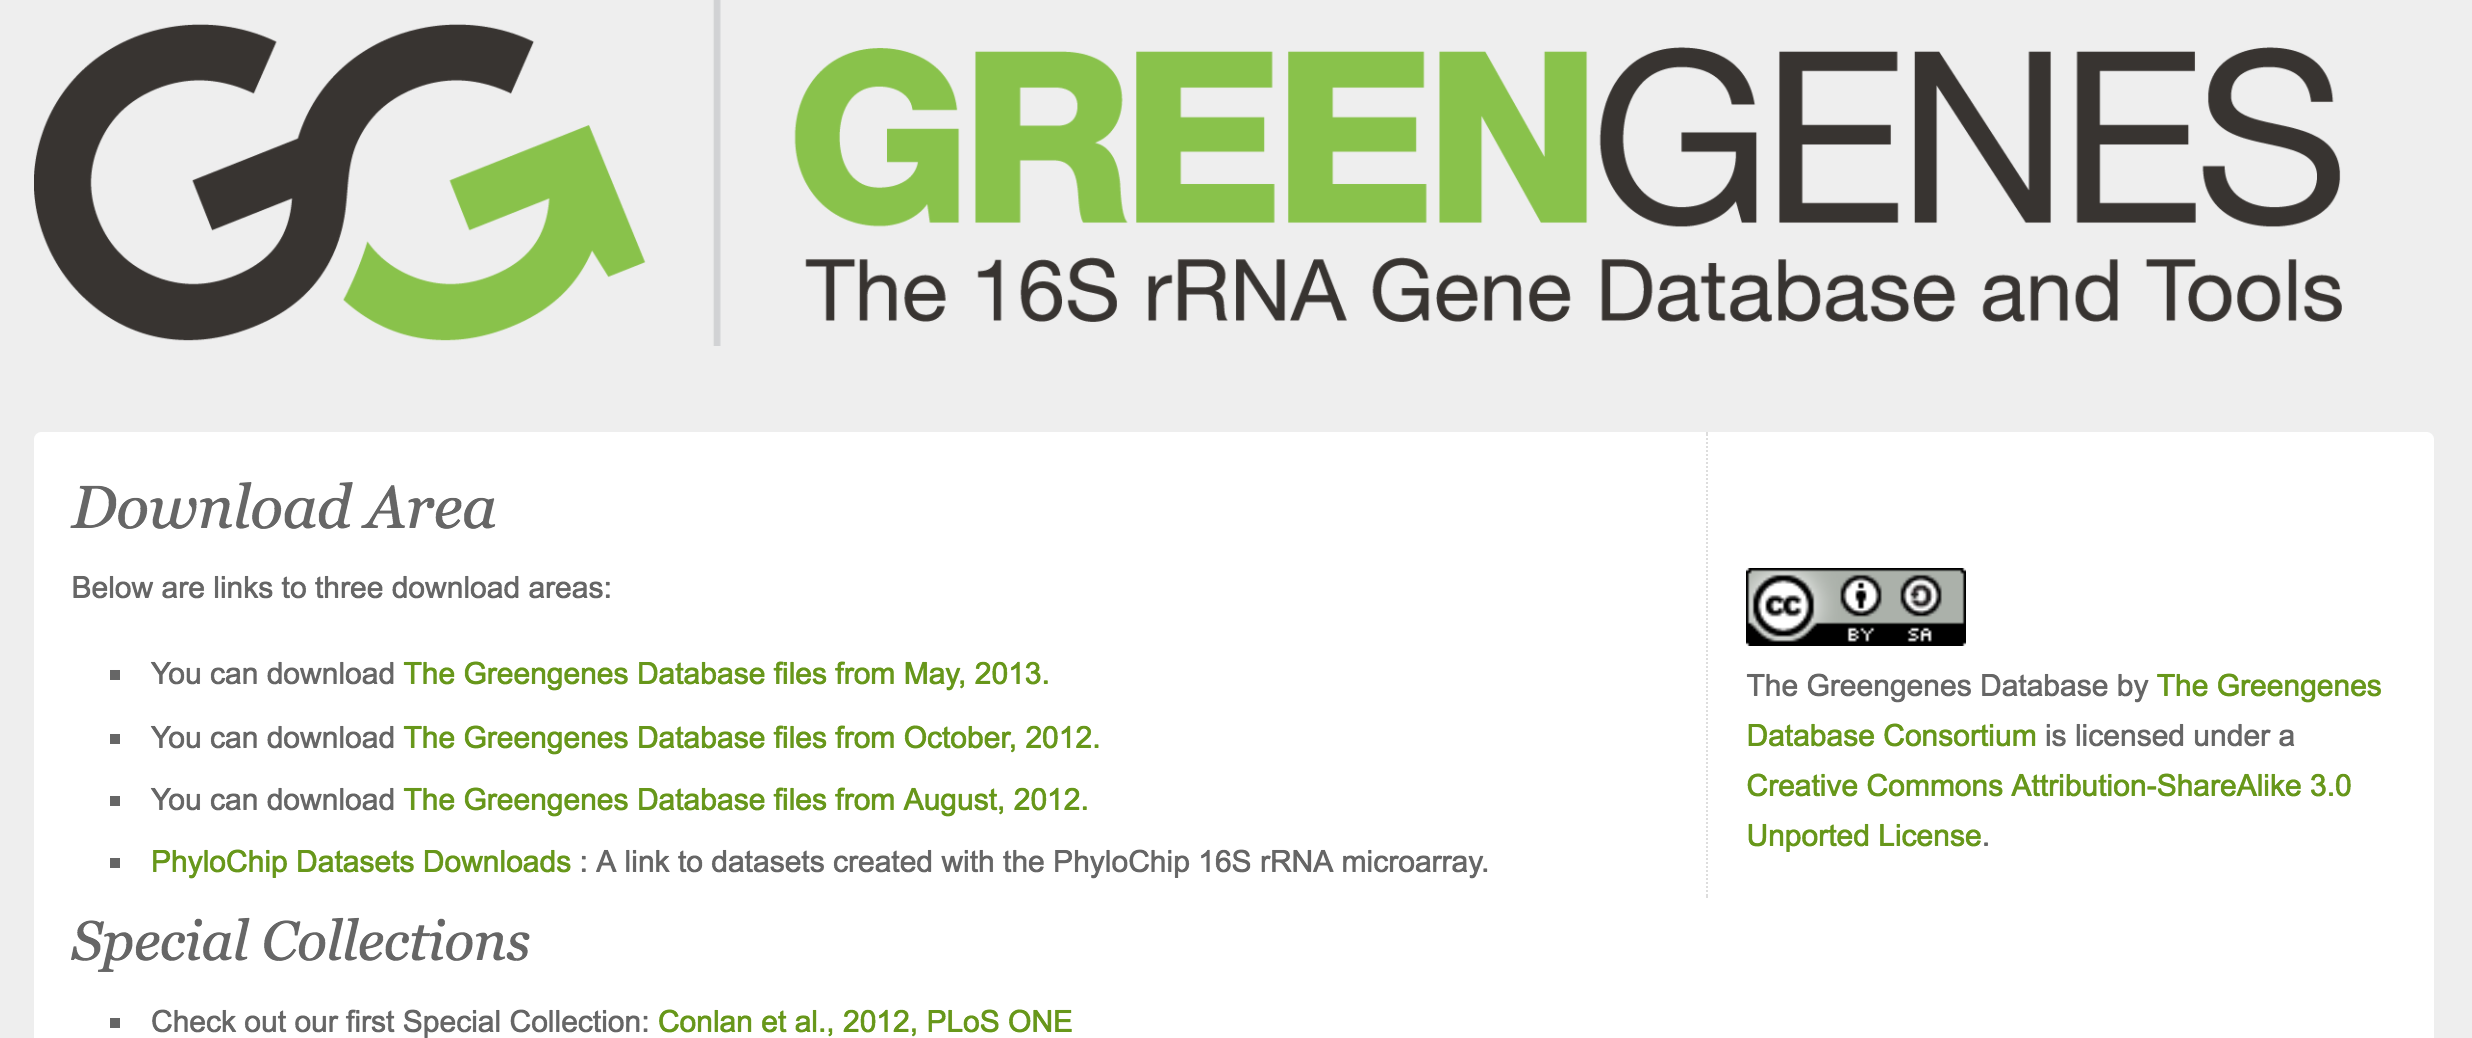 GG
GREENGENES
The 16S rRNA Gene Database and Tools
Download Area
Below are links to three download areas:
You can download The Greengenes Database files from May, 2013.
You can download The Greengenes Database files from October, 2012.
You can download The Greengenes Database files from August, 2012.
PhyloChip Datasets Downloads : A link to datasets created with the PhyloChip 16S rRNA microarray.
Special Collections
Check out our first Special Collection: Conlan et al., 2012, PLoS ONE
cc
BY SA
The Greengenes Database by The Greengenes
Database Consortium is licensed under a
Creative Commons Attribution-ShareAlike 3.0
Unported License.